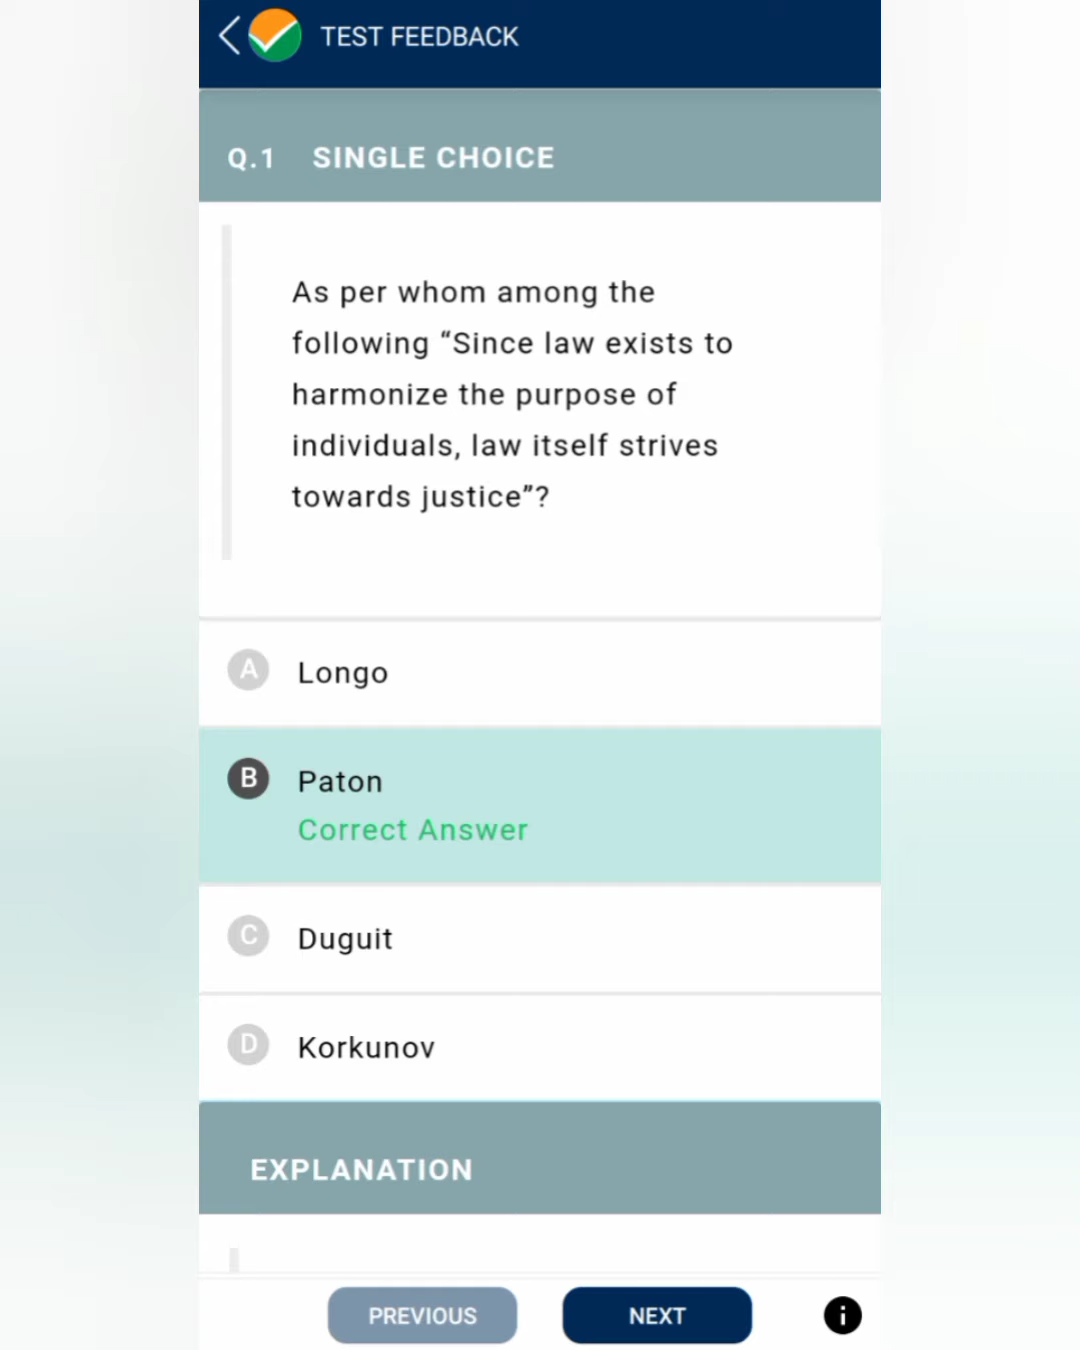 TEST FEEDBACK
Q.1 SINGLE CHOICE
As per whom among the
following “Since law exists to
harmonize the purpose of
individuals, law itself strives
towards justice”?
A Longo
B Paton
Correct Answer
C Duguit
D Korkunov
EXPLANATION
PREVIOUS NEXT i